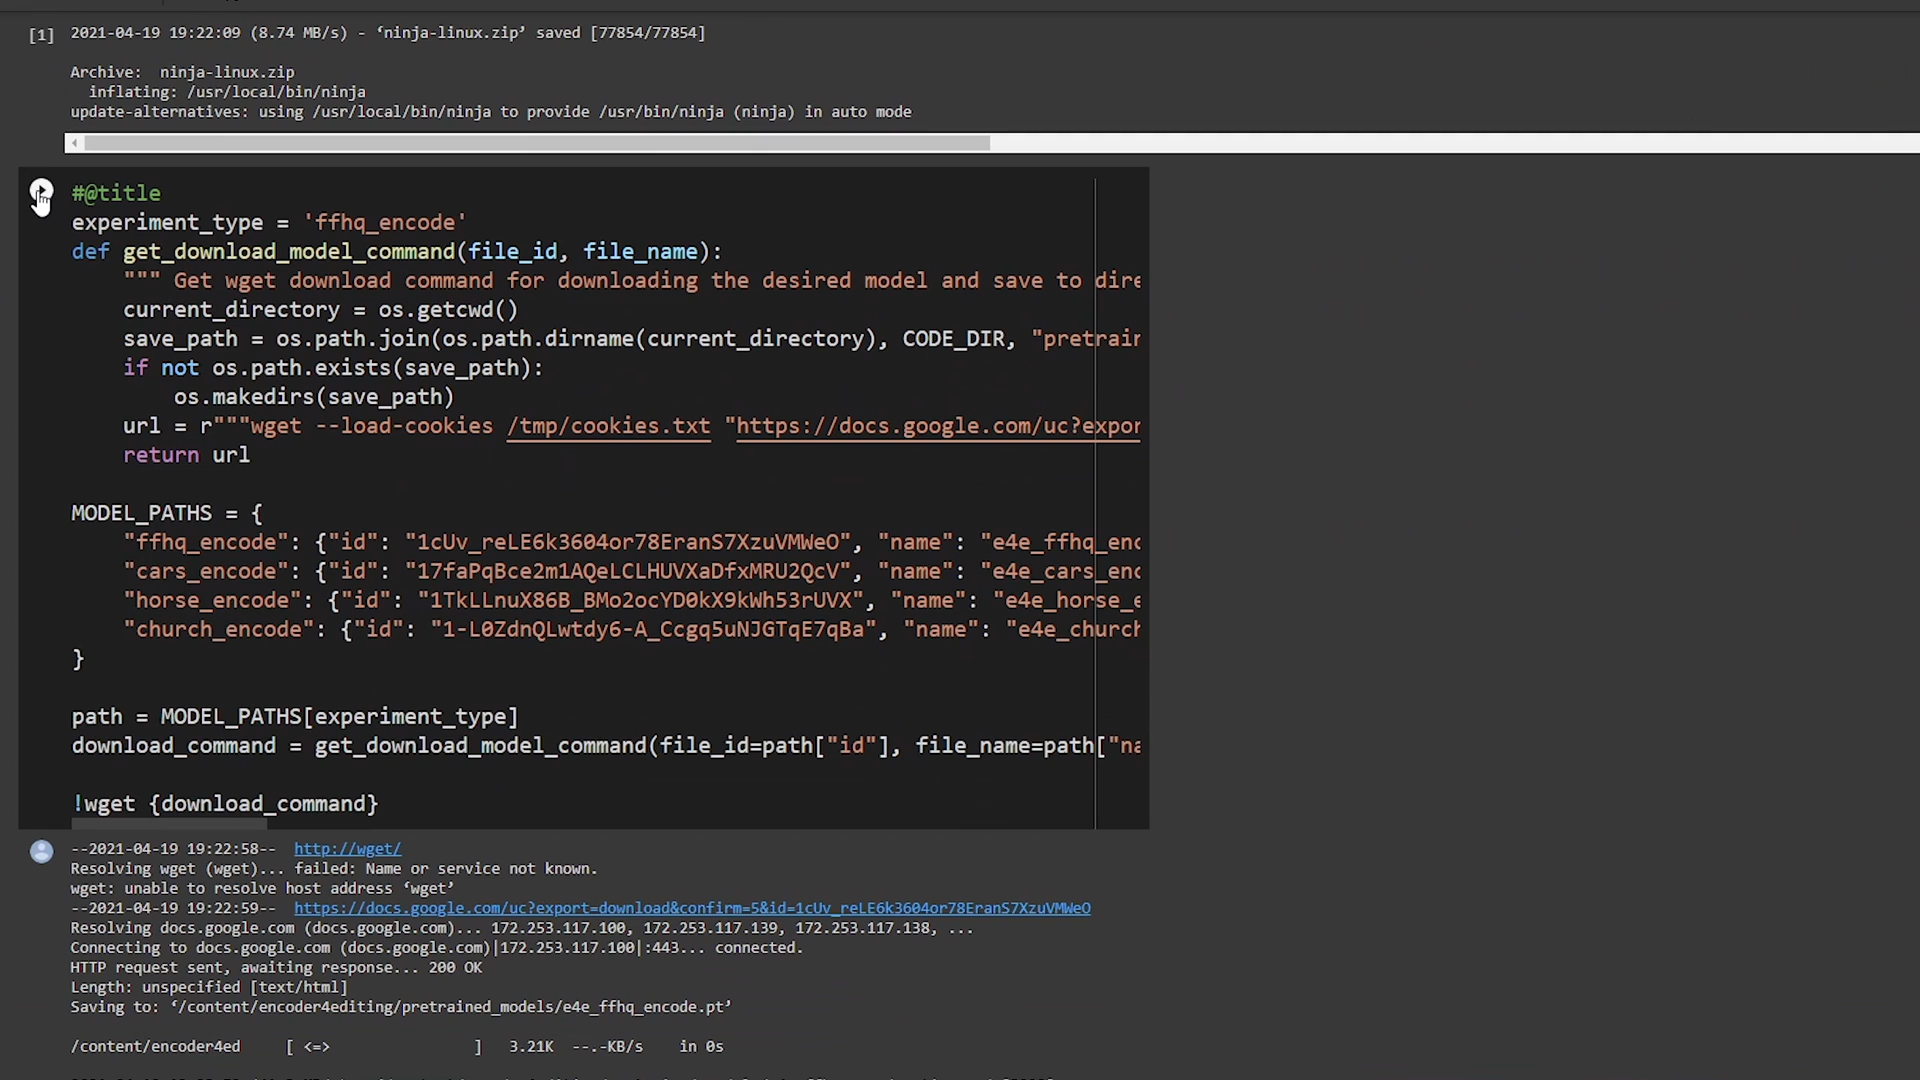 [1] 2021-04-19 19:22:09 (8.74 MB/s) - ‘ninja-linux.zip’ saved [77854/77854]
Archive:  ninja-linux.zip
inflating: /usr/local/bin/ninja
update-alternatives: using /usr/local/bin/ninja to provide /usr/bin/ninja (ninja) in auto mode
#@title
experiment_type = 'ffhq_encode'
def get_download_model_command(file_id, file_name):
""" Get wget download command for downloading the desired model and save to dire
current_directory = os.getcwd()
save_path = os.path.join(os.path.dirname(current_directory), CODE_DIR, "pretrain
if not os.path.exists(save_path):
os.makedirs(save_path)
url = r"""wget --load-cookies /tmp/cookies.txt "https://docs.google.com/uc?expor
return url
MODEL_PATHS = {
"ffhq_encode": {"id": "1cUv_reLE6k3604or78EranS7XzuVMWeO", "name": "e4e_ffhq_enc
"cars_encode": {"id": "17faPqBce2m1AQeLCLHUVXaDfxMRU2QcV", "name": "e4e_cars_enc
"horse_encode": {"id": "1TkLLnuX86B_BMo2ocYD0kX9kWh53rUVX", "name": "e4e_horse_e
"church_encode": {"id": "1-L0ZdnQLwtdy6-A_Ccgq5uNJGTqE7qBa", "name": "e4e_church
}
path = MODEL_PATHS[experiment_type]
download_command = get_download_model_command(file_id=path["id"], file_name=path["na
!wget {download_command}
--2021-04-19 19:22:58--  http://wget/
Resolving wget (wget)... failed: Name or service not known.
wget: unable to resolve host address ‘wget’
--2021-04-19 19:22:59--  https://docs.google.com/uc?export=download&confirm=5&id=1cUv_reLE6k3604or78EranS7XzuVMWeO
Resolving docs.google.com (docs.google.com)... 172.253.117.100, 172.253.117.139, 172.253.117.138, ...
Connecting to docs.google.com (docs.google.com)|172.253.117.100|:443... connected.
HTTP request sent, awaiting response... 200 OK
Length: unspecified [text/html]
Saving to: ‘/content/encoder4editing/pretrained_models/e4e_ffhq_encode.pt’
/content/encoder4ed     [ <=>                ]   3.21K  --.-KB/s    in 0s